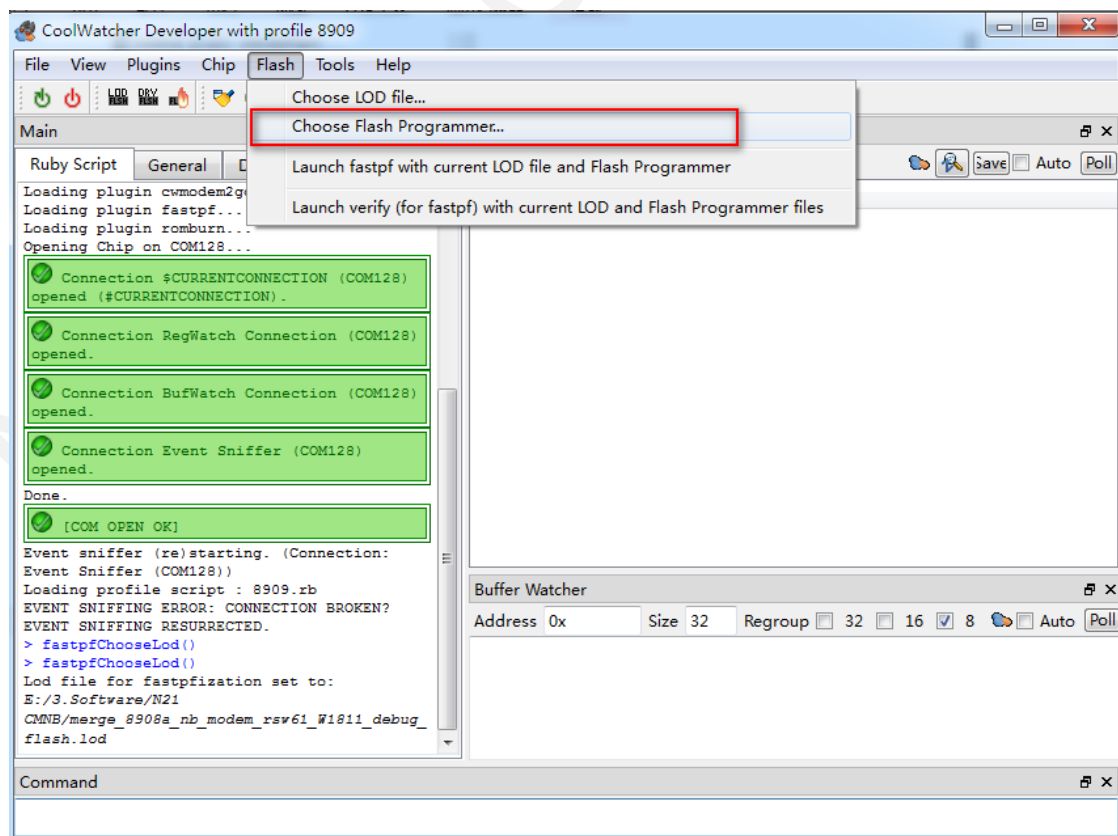 CoolWatcher Developer with profile 8909
File View Plugins Chip Flash Tools Help
LOD FLSH DRY FLSH
Choose LOD file...
Choose Flash Programmer...
Launch fastpf with current LOD file and Flash Programmer
Launch verify (for fastpf) with current LOD and Flash Programmer files
Main
Save Auto Poll
Ruby Script General
Loading plugin
Loading plugin fastpf...
Loading plugin romburn...
Opening Chip on COM128...
Connection $CURRENTCONNECTION (COM128)
opened (#CURRENTCONNECTION).
Connection RegWatch Connection (COM128)
opened.
Connection BufWatch Connection (COM128)
opened.
Connection Event Sniffer (COM128)
opened.
Done.
[COM OPEN OK]
Event sniffer (re)starting. (Connection:
Event Sniffer (COM128))
Loading profile script : 8909.rb
EVENT SNIFFING ERROR: CONNECTION BROKEN?
EVENT SNIFFING RESURRECTED.
> fastpfChooseLod()
> fastpfChooseLod()
Lod file for fastpfization set to:
E:/3.Software/N21
CMNB/merge_8908a_nb_modem_rsw61_W1811_debug_
flash.lod
Buffer Watcher
Address 0x Size 32 Regroup 32 16 8 Auto Poll
Command